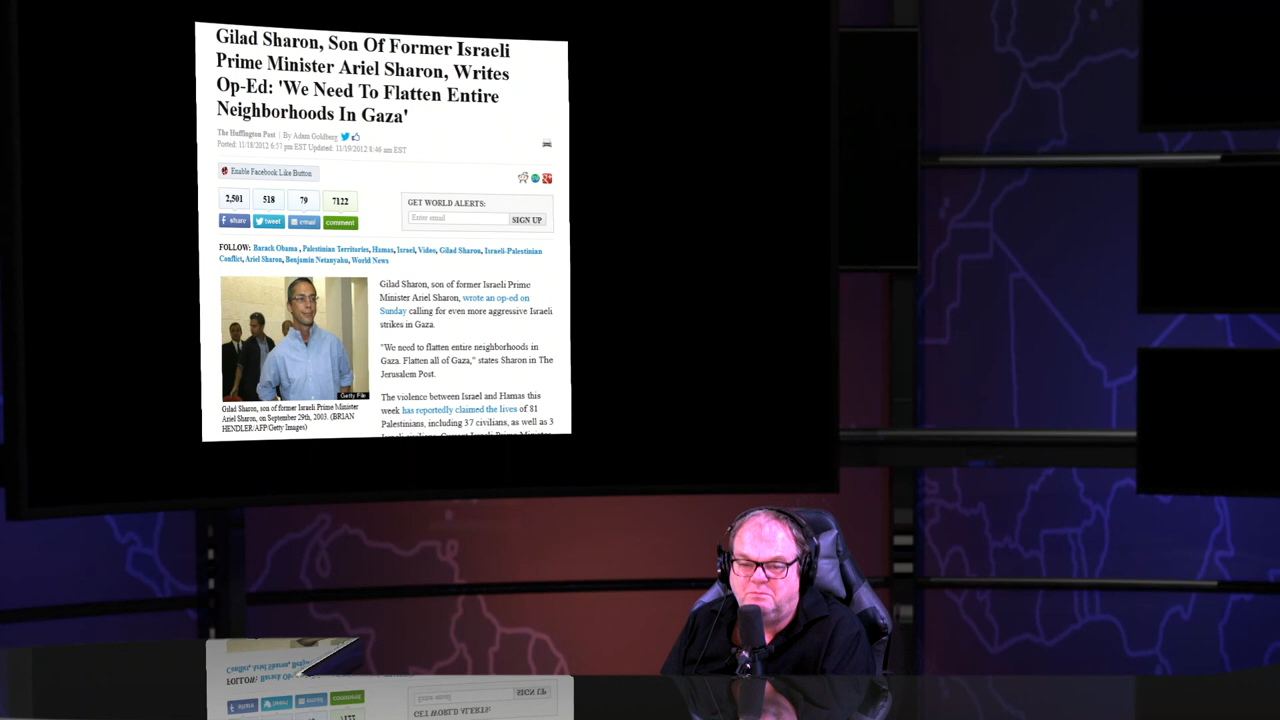 Gilad Sharon, Son Of Former Israeli
Prime Minister Ariel Sharon, Writes
Op-Ed: 'We Need To Flatten Entire
Neighborhoods In Gaza'
The Huffington Post | By Adam Goldberg
Posted: 11/18/2012 6:57 pm EST Updated: 11/19/2012 8:46 am EST
Enable Facebook Like Button
2,501 518 79 7122
share tweet email comment
GET WORLD ALERTS:
Enter email SIGN UP
FOLLOW: Barack Obama, Palestinian Territories, Hamas, Israel, Video, Gilad Sharon, Israeli-Palestinian
Conflict, Ariel Sharon, Benjamin Netanyahu, World News
Getty File
Gilad Sharon, son of former Israeli Prime Minister
Ariel Sharon, on September 29th, 2003. (BRIAN
HENDLER/AFP/Getty Images)
Gilad Sharon, son of former Israeli Prime
Minister Ariel Sharon, wrote an op-ed on
Sunday calling for even more aggressive Israeli
strikes in Gaza.
"We need to flatten entire neighborhoods in
Gaza. Flatten all of Gaza," states Sharon in The
Jerusalem Post.
The violence between Israel and Hamas this
week has reportedly claimed the lives of 81
Palestinians, including 37 civilians, as well as 3
Israeli civilians. Current Israeli Prime Minister